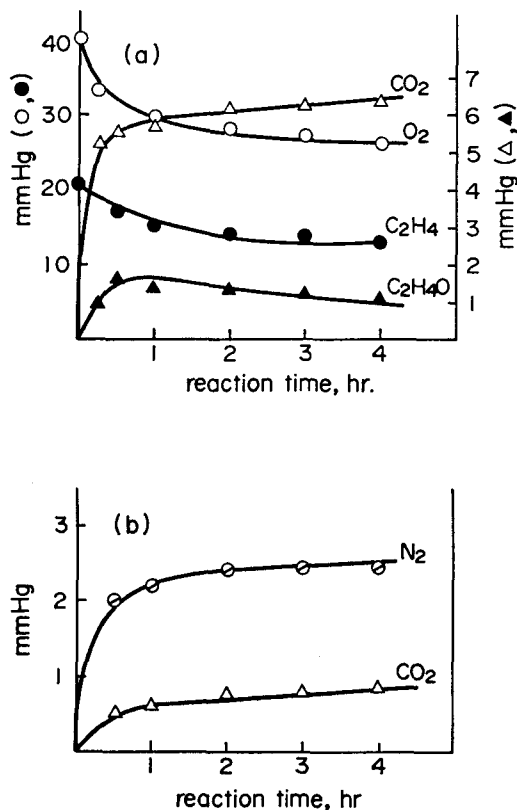 (a)
mmHg (○,●)
40
30
20
10
CO2
O2
C2H4
C2H4O
7
6
5
4
3
2
1
mmHg (△,▲)
1 2 3 4
reaction time, hr.
(b)
mmHg
3
2
1
N2
CO2
1 2 3 4
reaction time, hr